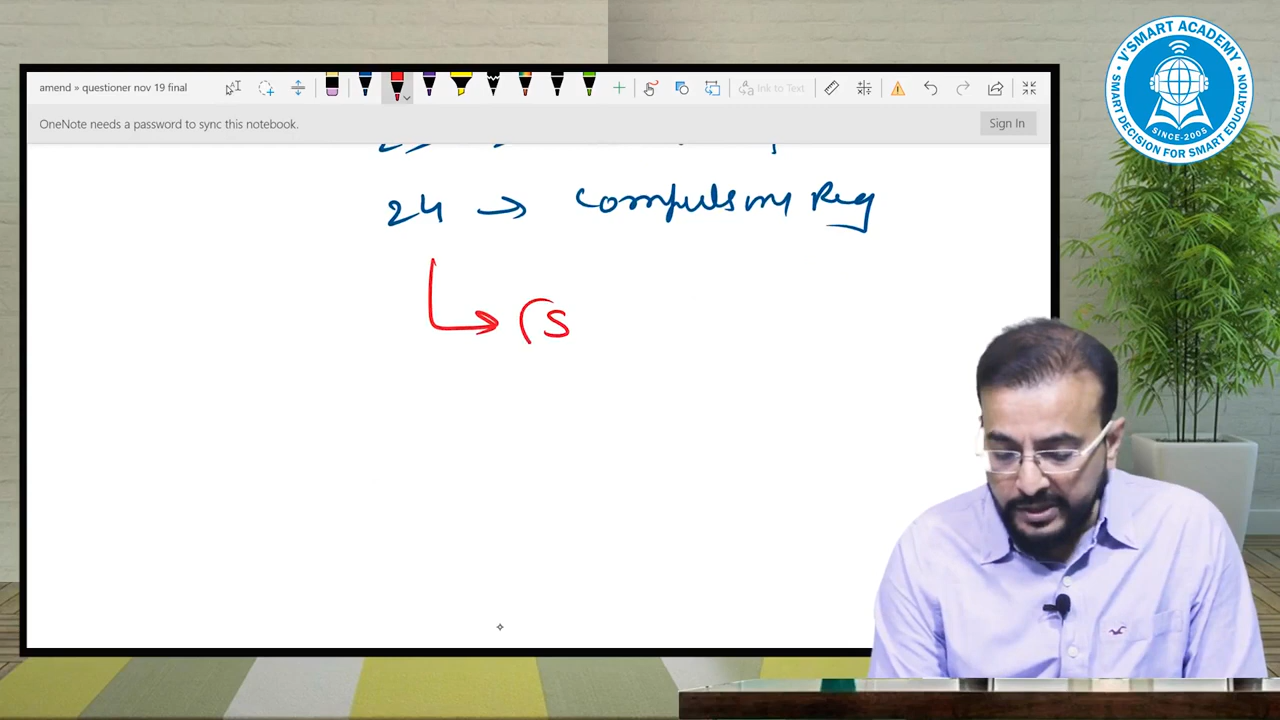 amend » questioner nov 19 final
Ink to Text
OneNote needs a password to sync this notebook.
Sign In
24 → Compulsory Reg
(s
V'SMART ACADEMY
SINCE-2005
SMART DECISION FOR SMART EDUCATION